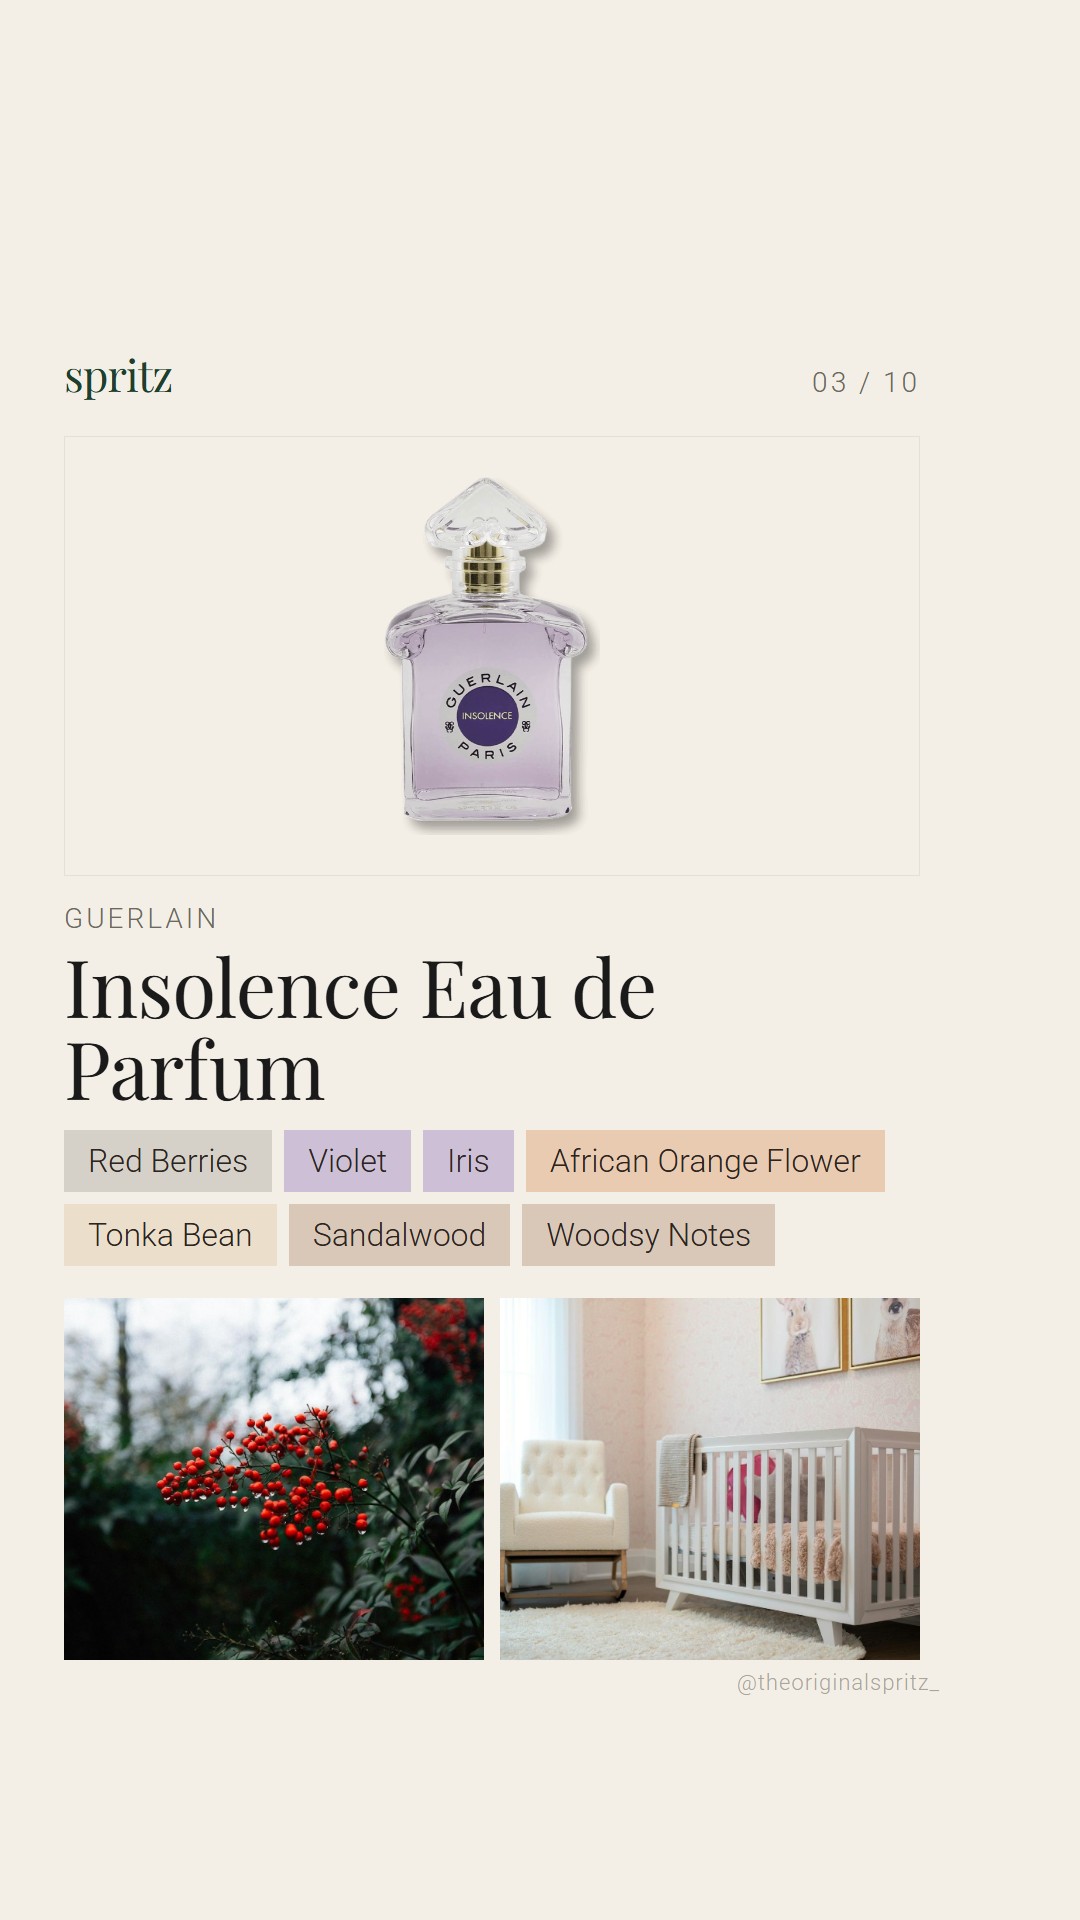 spritz
03 / 10
GUERLAIN
INSOLENCE
PARIS
GUERLAIN
Insolence Eau de
Parfum
Red Berries
Violet
Iris
African Orange Flower
Tonka Bean
Sandalwood
Woodsy Notes
@theoriginalspritz_